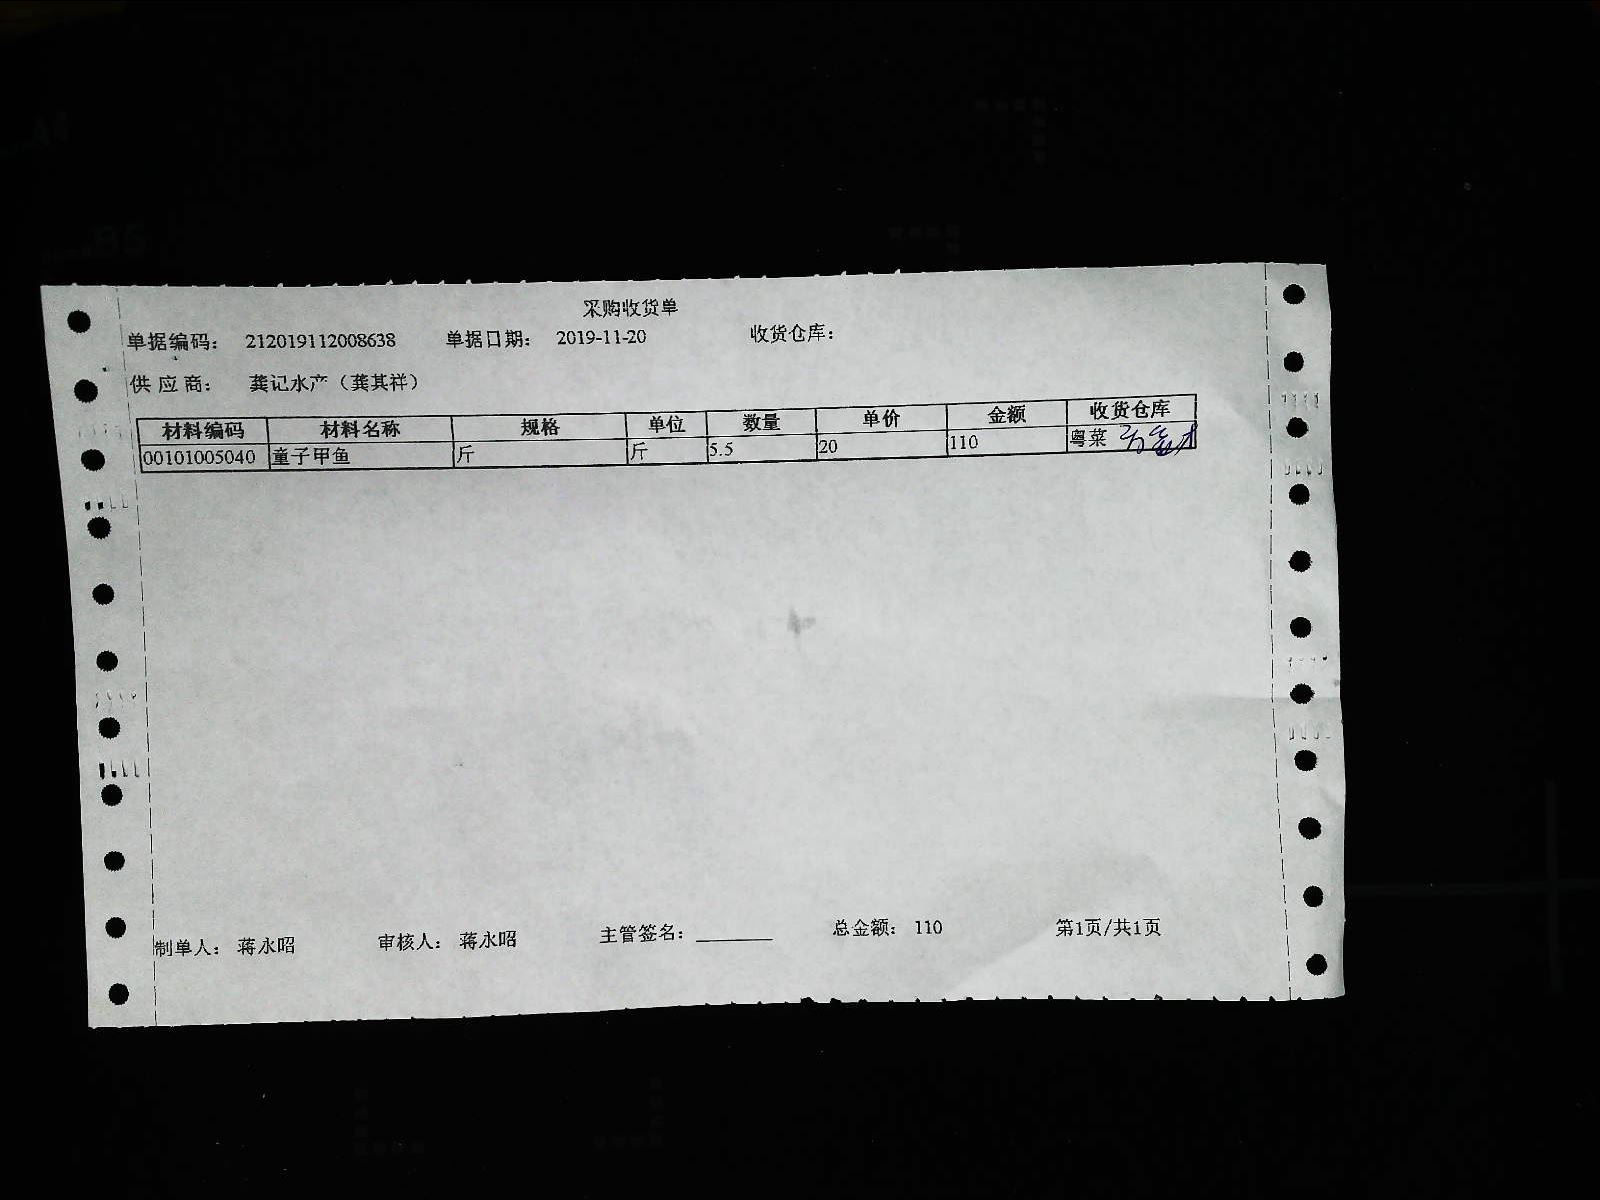 采购收货单
单据编码： 212019112008638 单据日期： 2019-11-20 收货仓库：
供 应 商： 龚记水产（龚其祥）
材料编码 材料名称 规格 单位 数量 单价 金额 收货仓库
00101005040 童子甲鱼 斤 斤 5.5 20 110 粤菜
制单人： 蒋永昭 审核人： 蒋永昭 主管签名：________ 总金额： 110 第1页/共1页